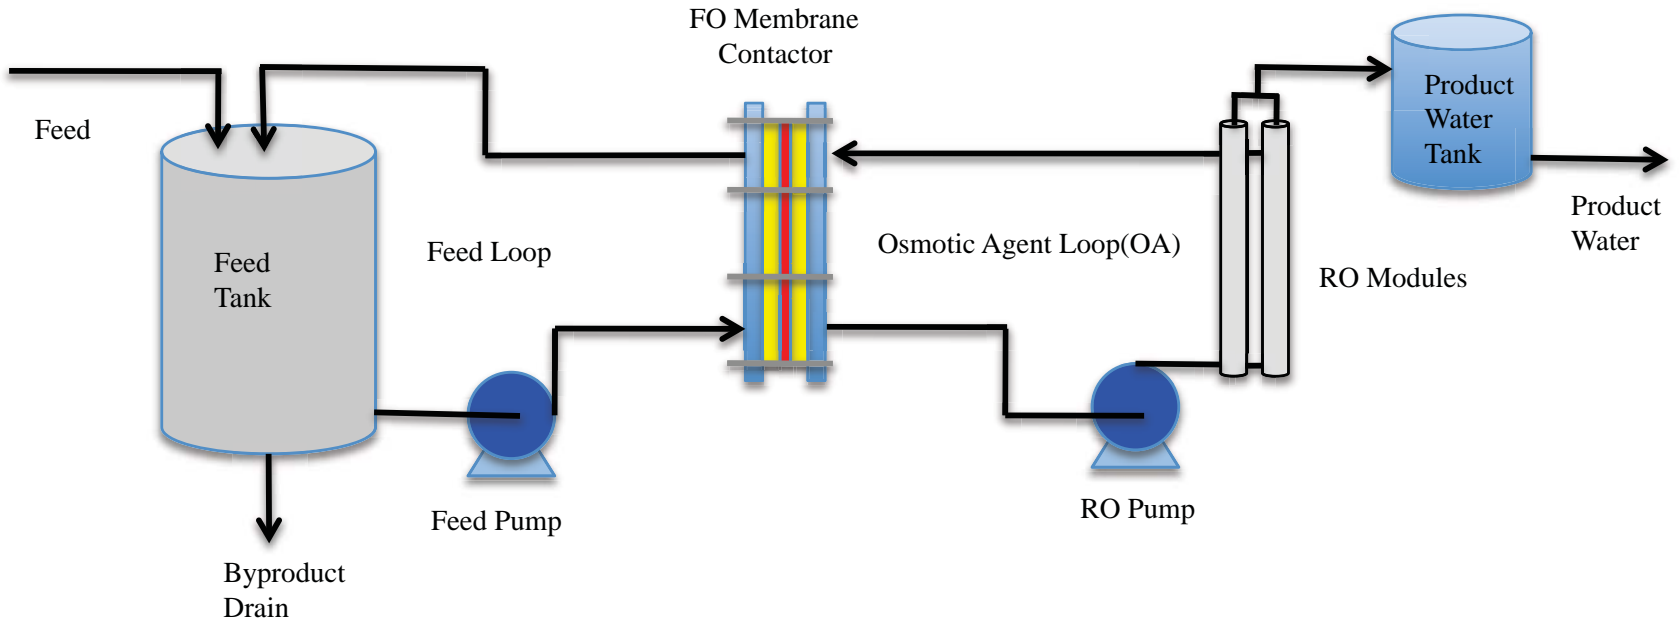 FO Membrane
Contactor
Feed
Product
Water
Tank
Product
Water
Feed
Tank
Feed Loop
Osmotic Agent Loop(OA)
RO Modules
Feed Pump
RO Pump
Byproduct
Drain